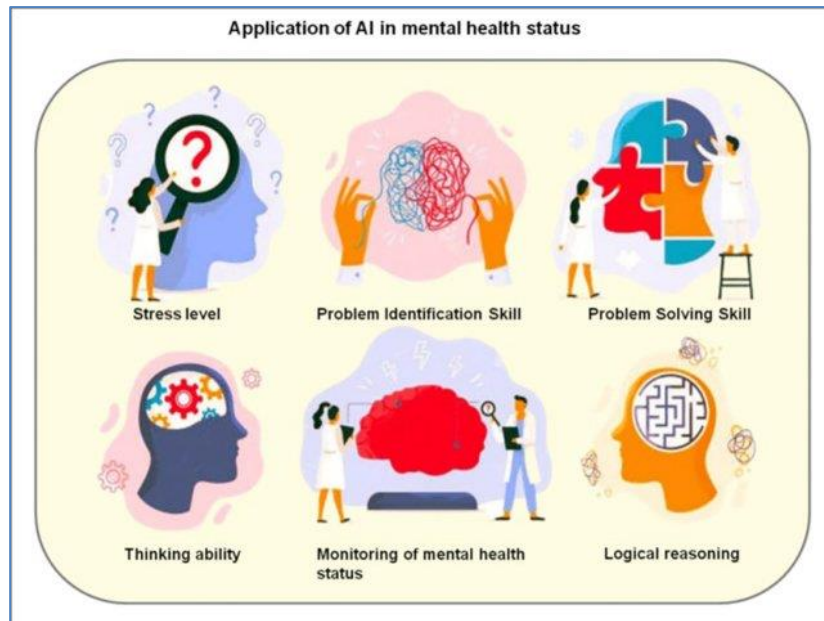 Application of AI in mental health status
?
Stress level
Problem Identification Skill
Problem Solving Skill
Thinking ability
Monitoring of mental health
status
Logical reasoning